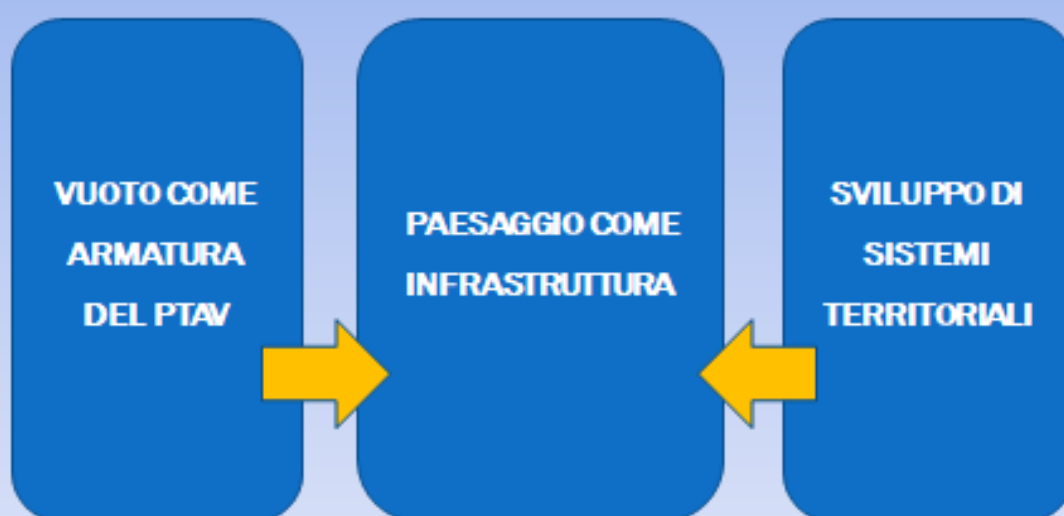 VUOTO COME
ARMATURA
DEL PTAV
PAESAGGIO COME
INFRASTRUTTURA
SVILUPPO DI
SISTEMI
TERRITORIALI